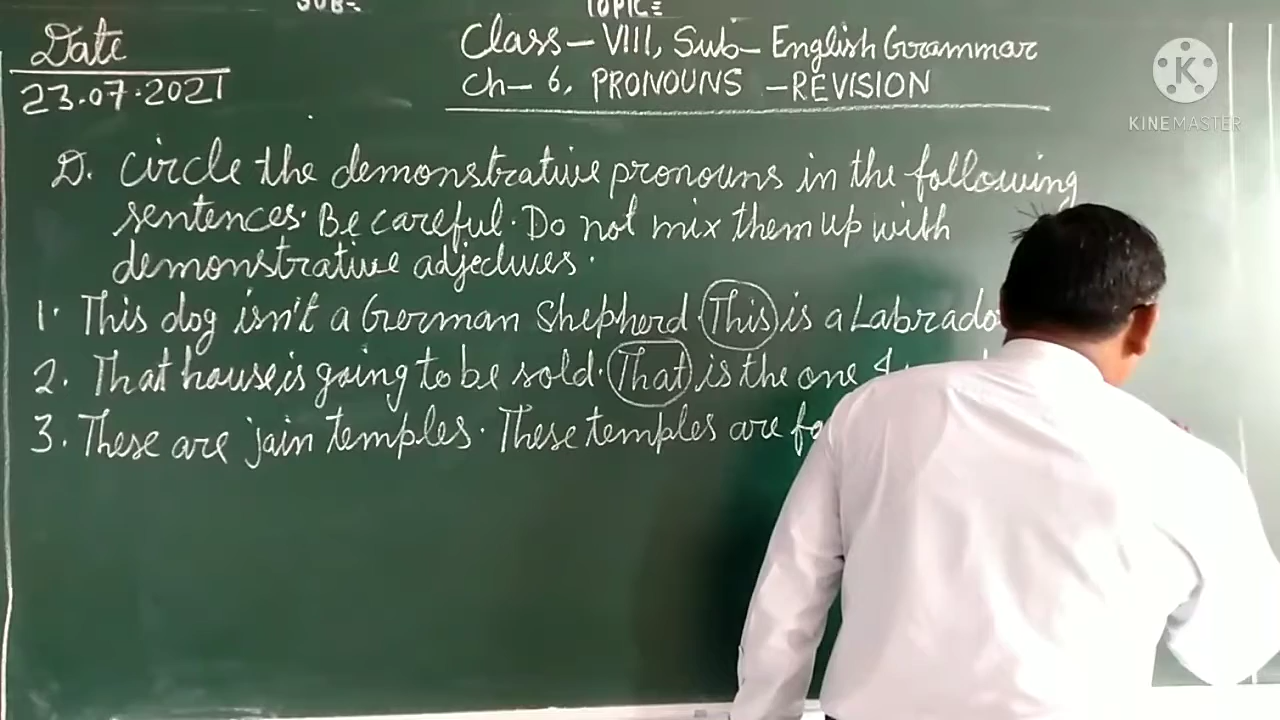 SUB-
TOPIC=
Date
23.07.2021
Class - VIII, Sub - English Grammar
Ch - 6, PRONOUNS - REVISION
KINEMASTER
D. Circle the demonstrative pronouns in the following
sentences. Be careful. Do not mix them up with
demonstrative adjectives.
1. This dog isn't a German Shepherd. This is a Labrado
2. That house is going to be sold. That is the one I
3. These are jain temples. These temples are